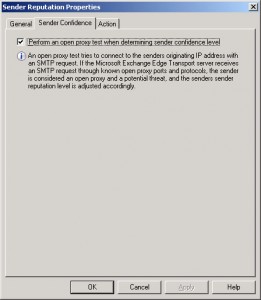 Sender Reputation Properties
General Sender Confidence Action
Perform an open proxy test when determining sender confidence level
An open proxy test tries to connect to the senders originating IP address with
an SMTP request. If the Microsoft Exchange Edge Transport server receives
an SMTP request through known open proxy ports and protocols, the sender
is considered an open proxy and a potential threat, and the senders sender
reputation level is adjusted accordingly.
OK Cancel Apply Help